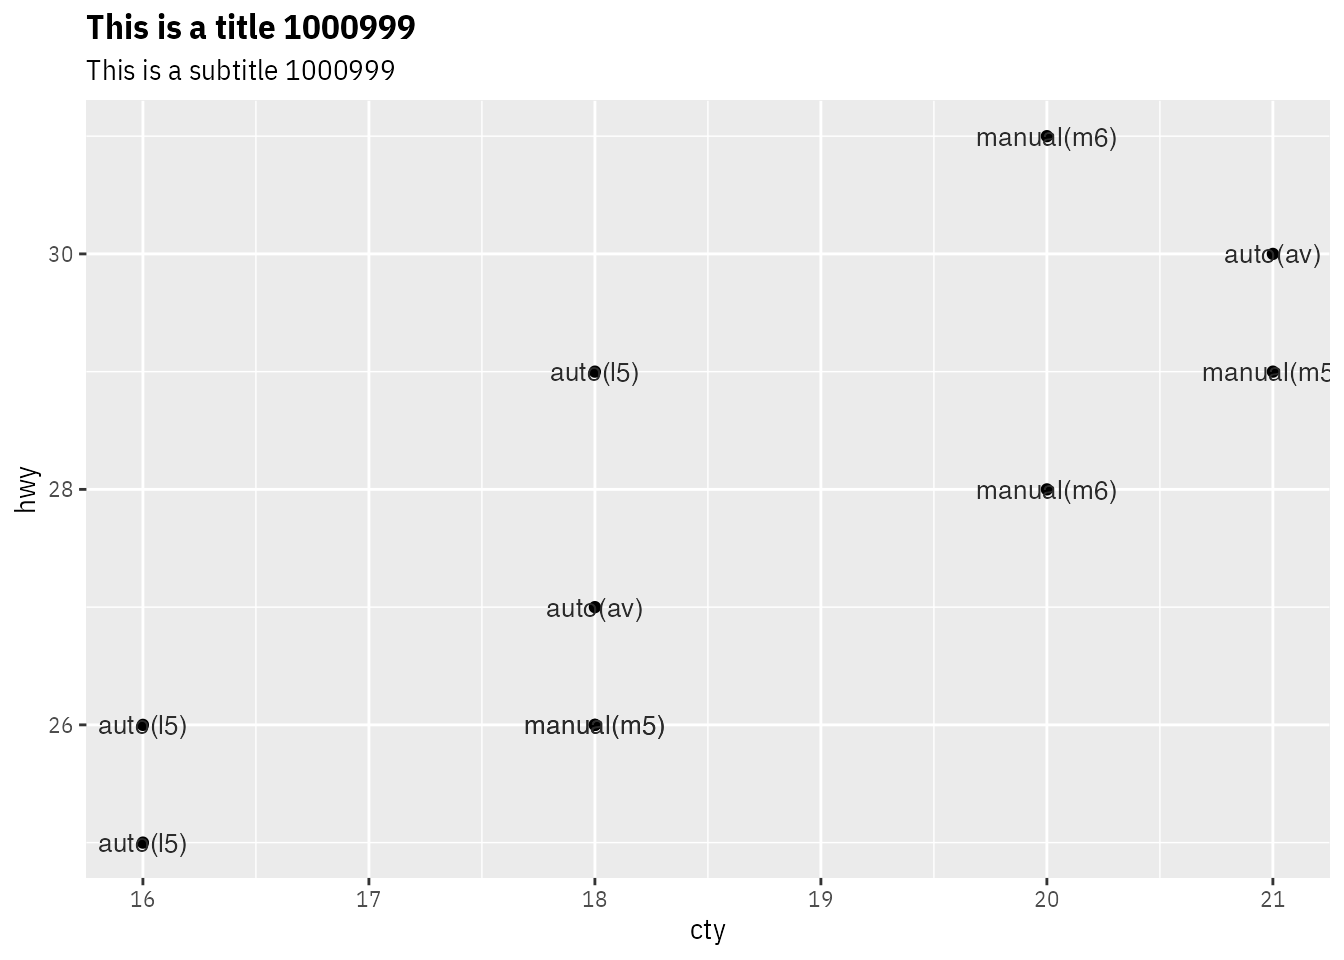 This is a title 1000999
This is a subtitle 1000999
manual(m6)
30
auto(av)
auto(l5)
manual(m5
hwy
28
manual(m6)
auto(av)
26
auto(l5)
manual(m5)
auto(l5)
16
17
18
19
20
21
cty